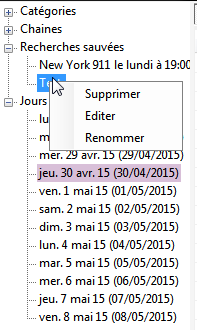 Catégories
Chaines
Recherches sauvées
New York 911 le lundi à 19:00
Supprimer
Editer
Renommer
Jours
lu
ma
me
mer. 29 avr. 15 (29/04/2015)
jeu. 30 avr. 15 (30/04/2015)
ven. 1 mai 15 (01/05/2015)
sam. 2 mai 15 (02/05/2015)
dim. 3 mai 15 (03/05/2015)
lun. 4 mai 15 (04/05/2015)
mar. 5 mai 15 (05/05/2015)
mer. 6 mai 15 (06/05/2015)
jeu. 7 mai 15 (07/05/2015)
ven. 8 mai 15 (08/05/2015)